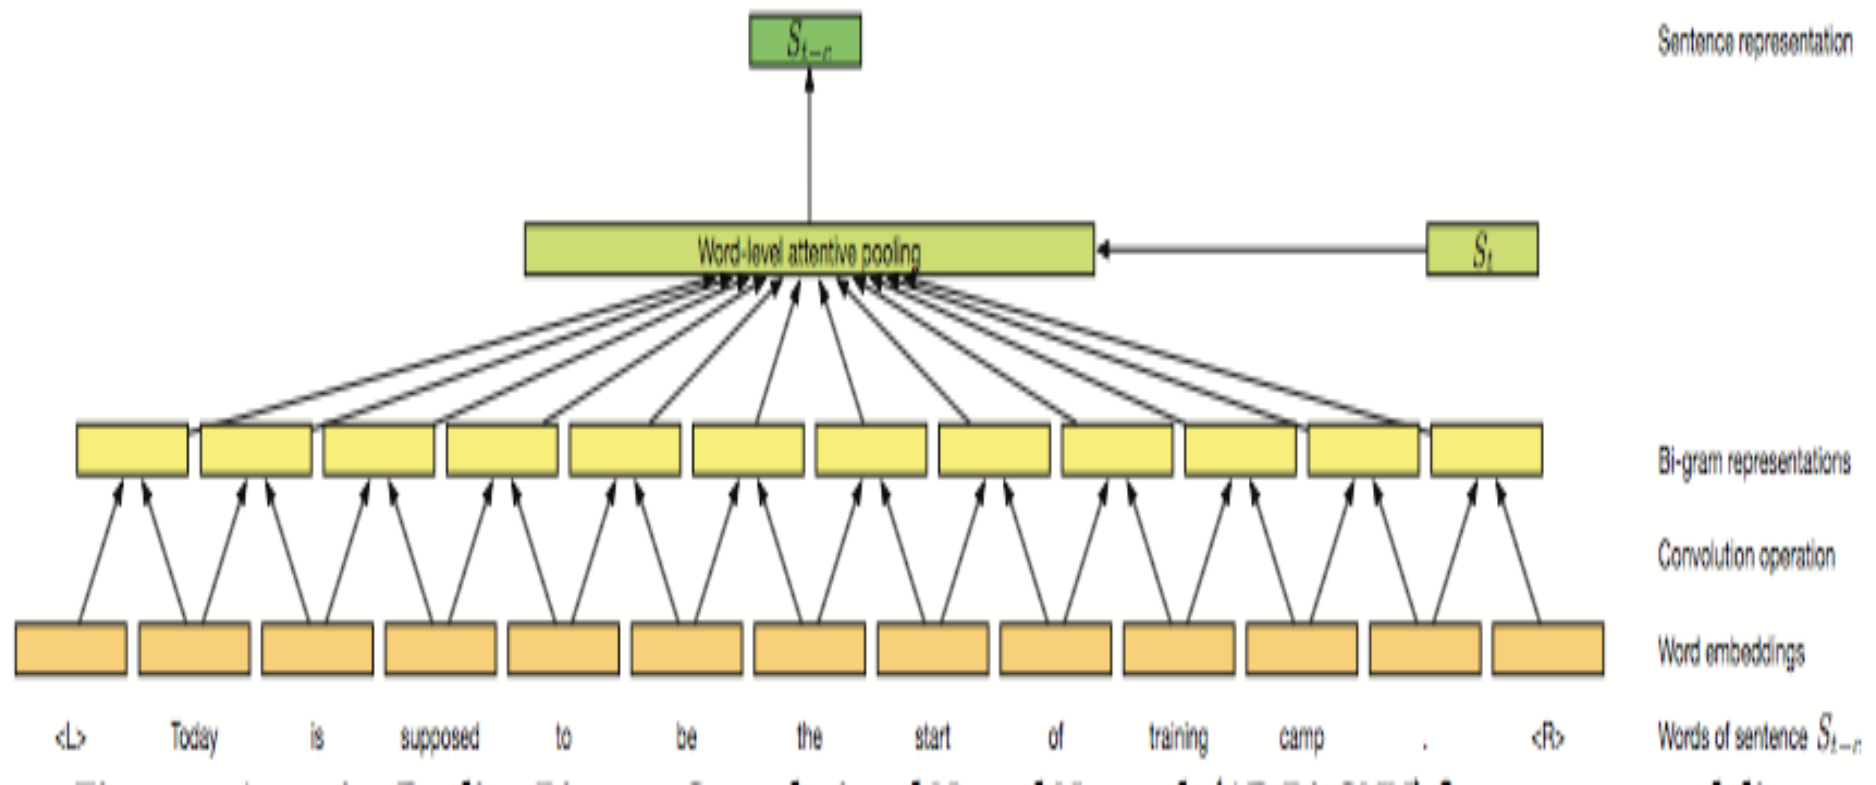 S_{t-c} Sentence representation
Word-level attentive pooling S_t
Bi-gram representations
Convolution operation
Word embeddings
<L> Today is supposed to be the start of training camp . <R> Words of sentence S_{t-c}